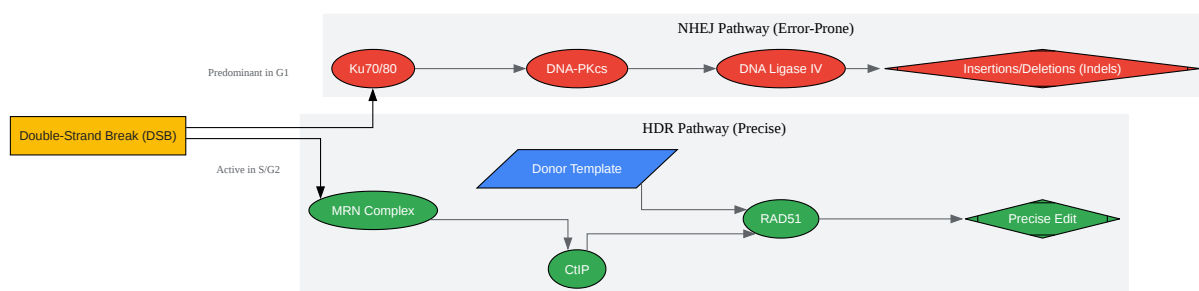 NHEJ Pathway (Error-Prone)
Predominant in G1
Ku70/80
DNA-PKcs
DNA Ligase IV
Insertions/Deletions (Indels)
Double-Strand Break (DSB)
HDR Pathway (Precise)
Active in S/G2
Donor Template
MRN Complex
RAD51
Precise Edit
CtIP